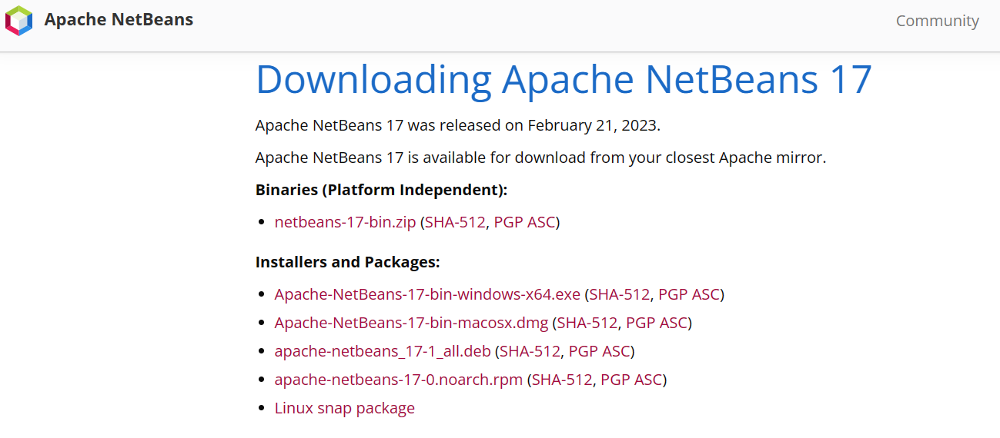 Apache NetBeans
Community
Downloading Apache NetBeans 17
Apache NetBeans 17 was released on February 21, 2023.
Apache NetBeans 17 is available for download from your closest Apache mirror.
Binaries (Platform Independent):
• netbeans-17-bin.zip (SHA-512, PGP ASC)
Installers and Packages:
• Apache-NetBeans-17-bin-windows-x64.exe (SHA-512, PGP ASC)
• Apache-NetBeans-17-bin-macosx.dmg (SHA-512, PGP ASC)
• apache-netbeans_17-1_all.deb (SHA-512, PGP ASC)
• apache-netbeans-17-0.noarch.rpm (SHA-512, PGP ASC)
• Linux snap package